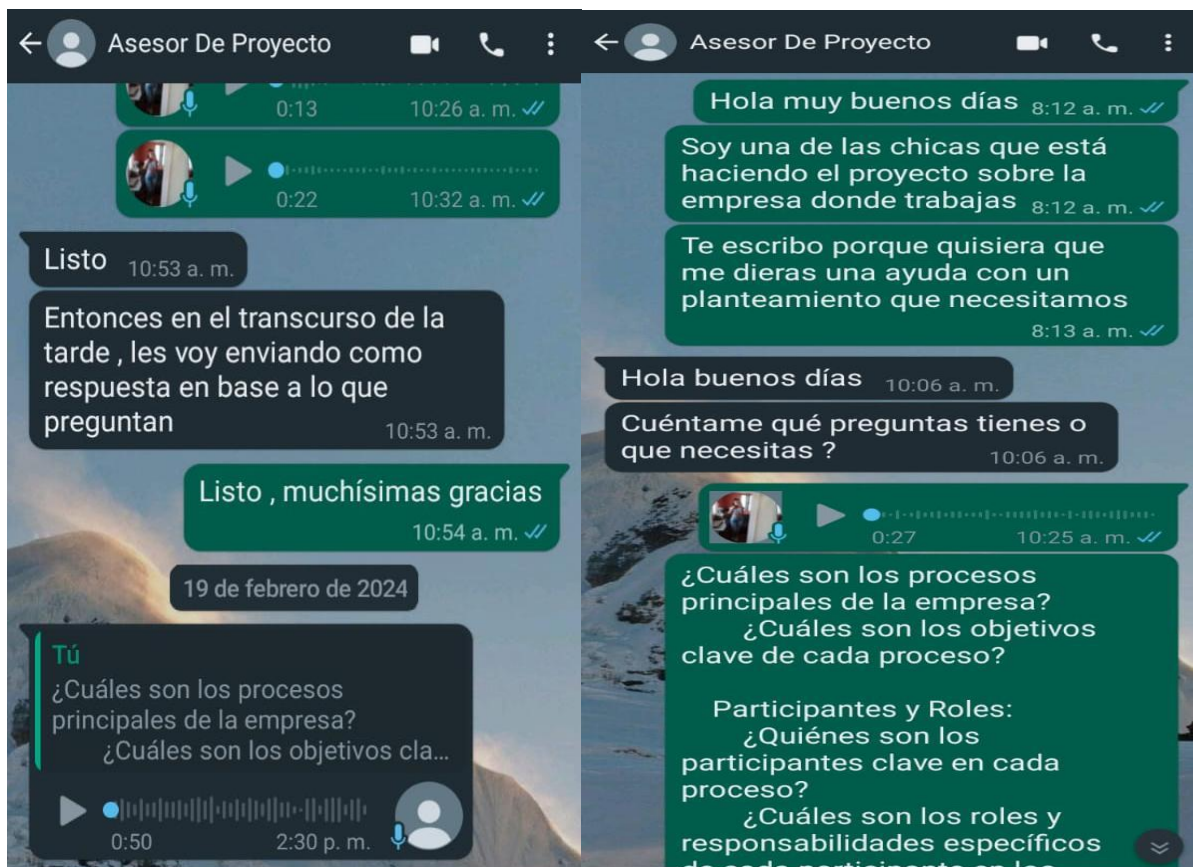 Asesor De Proyecto
0:13 10:26 a. m.
0:22 10:32 a. m.
Listo 10:53 a. m.
Entonces en el transcurso de la
tarde , les voy enviando como
respuesta en base a lo que
preguntan 10:53 a. m.
Listo , muchísimas gracias
10:54 a. m.
19 de febrero de 2024
Tú
¿Cuáles son los procesos
principales de la empresa?
¿Cuáles son los objetivos cla...
0:50 2:30 p. m.
Asesor De Proyecto
Hola muy buenos días 8:12 a. m.
Soy una de las chicas que está
haciendo el proyecto sobre la
empresa donde trabajas 8:12 a. m.
Te escribo porque quisiera que
me dieras una ayuda con un
planteamiento que necesitamos
8:13 a. m.
Hola buenos días 10:06 a. m.
Cuéntame qué preguntas tienes o
que necesitas ? 10:06 a. m.
0:27 10:25 a. m.
¿Cuáles son los procesos
principales de la empresa?
¿Cuáles son los objetivos
clave de cada proceso?
Participantes y Roles:
¿Quiénes son los
participantes clave en cada
proceso?
¿Cuáles son los roles y
responsabilidades específicos